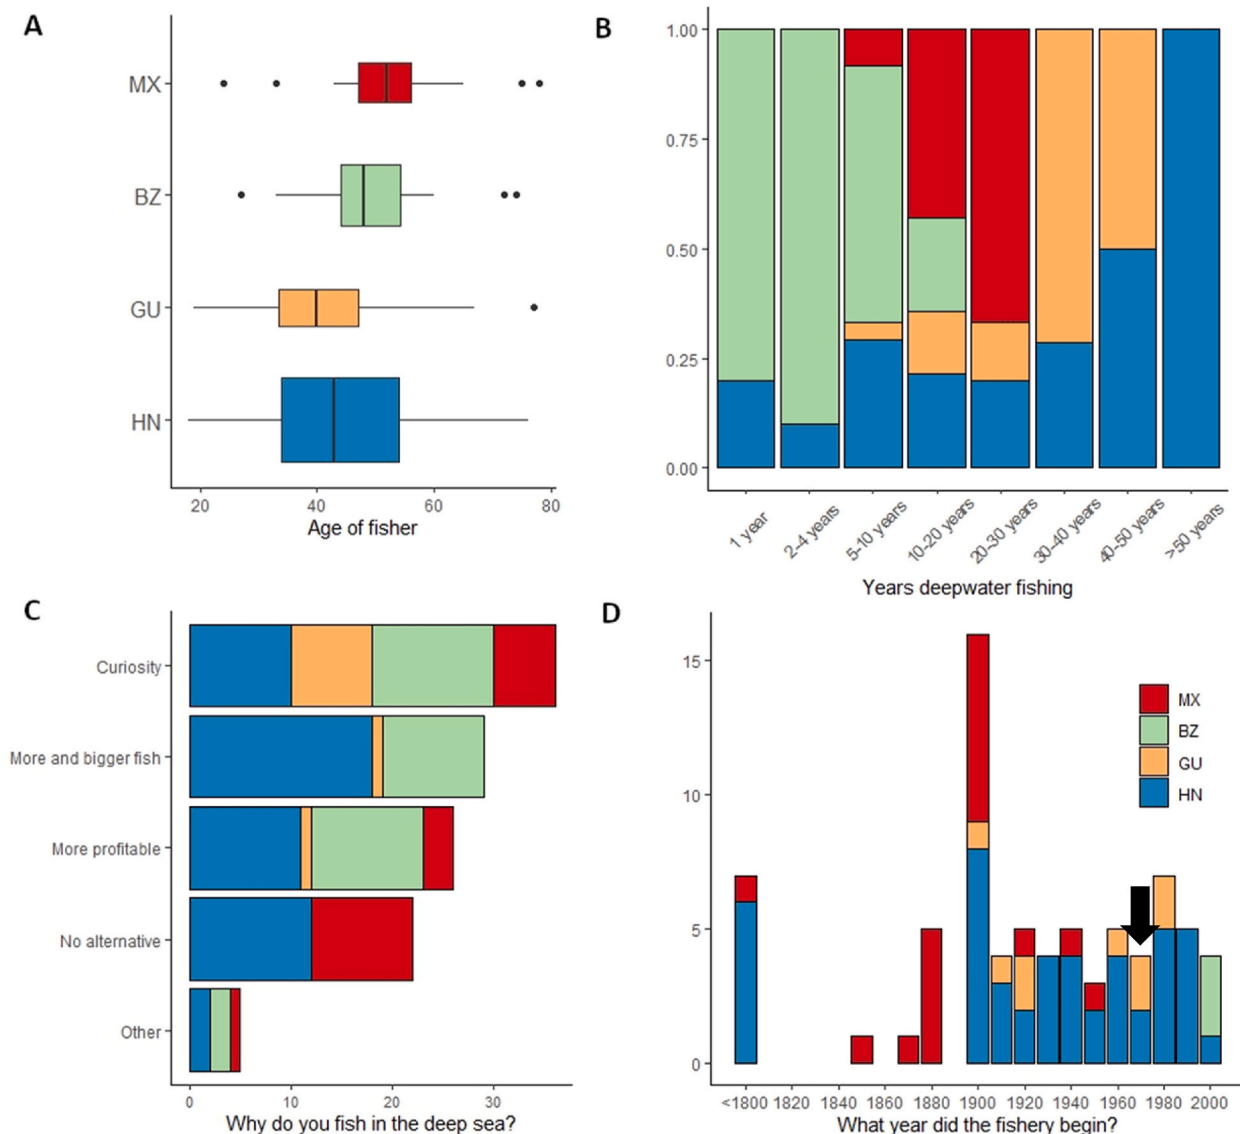 A
MX
BZ
GU
HN
20 40 60 80
Age of fisher
B
1.00
0.75
0.50
0.25
0.00
1 year 2-4 years 5-10 years 10-20 years 20-30 years 30-40 years 40-50 years >50 years
Years deepwater fishing
C
Curiosity
More and bigger fish
More profitable
No alternative
Other
0 10 20 30
Why do you fish in the deep sea?
D
15
10
5
0
MX
BZ
GU
HN
<1800 1820 1840 1860 1880 1900 1920 1940 1960 1980 2000
What year did the fishery begin?